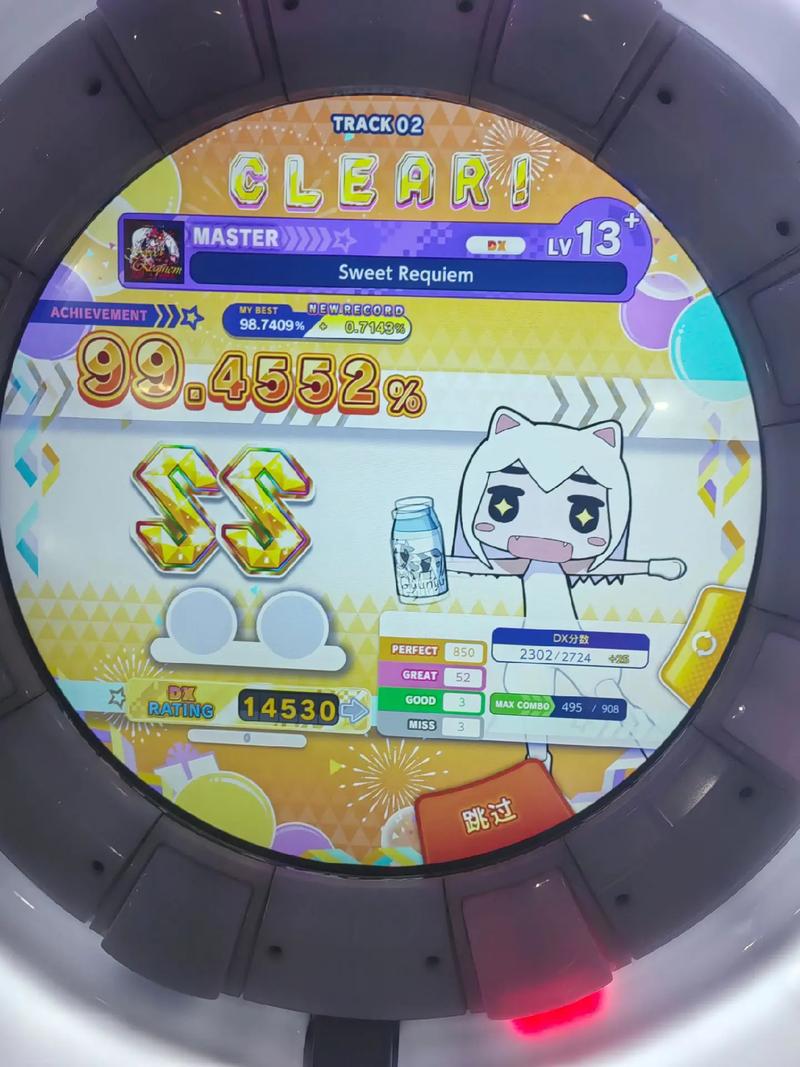 TRACK 02
CLEAR!
MASTER
DX
LV 13+
Sweet Requiem
ACHIEVEMENT
MY BEST
NEW RECORD
98.7409%
+ 0.7143%
99.4552%
SS
PERFECT 850
GREAT 52
GOOD 3
MISS 3
DX分数
2302/2724 +25
MAX COMBO 495 / 908
DX RATING 14530
0
跳过